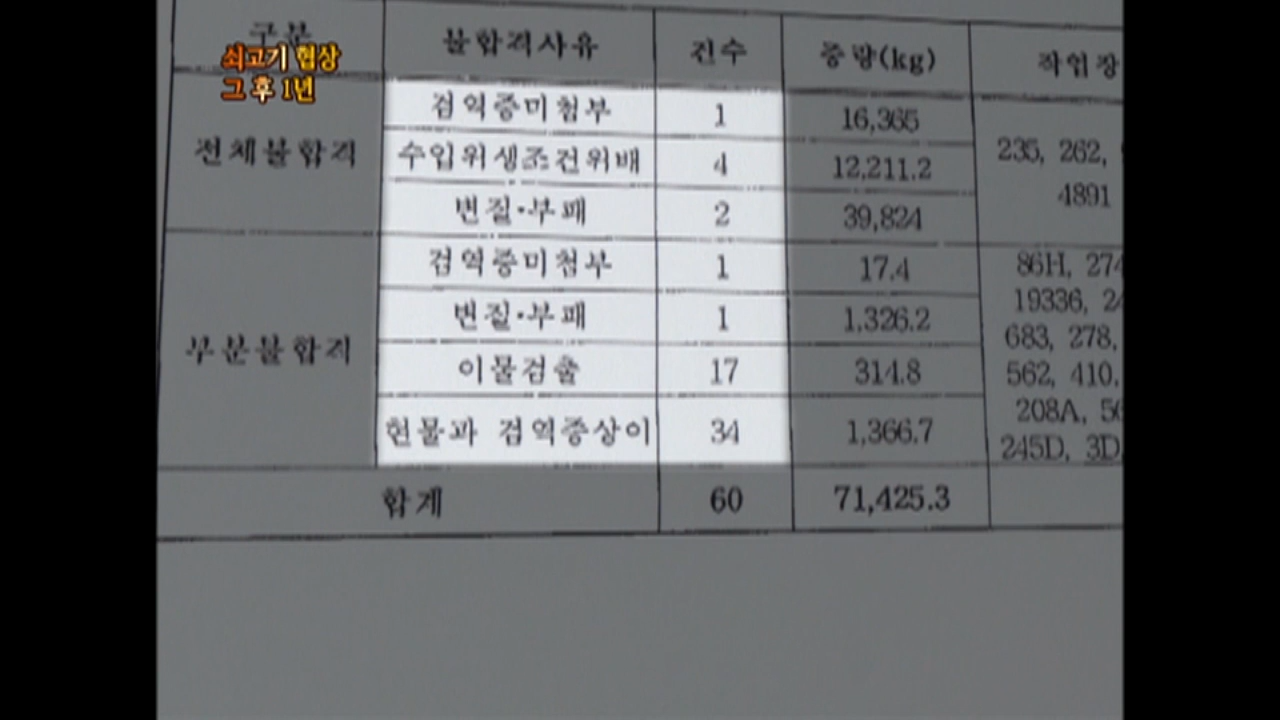 쇠고기 협상
그 후 1년
구분 불합격사유 건수 중량(kg) 작업장
전체불합격 검역증미첨부 1 16,365 235, 262,
수입위생조건위배 4 12,211.2 4891
변질·부패 2 39,824
부분불합격 검역증미첨부 1 17.4 86H, 274
변질·부패 1 1,326.2 19336,
683, 278,
이물검출 17 314.8 562, 410,
208A,
현물과 검역증상이 34 1,366.7 245D, 3D,
합계 60 71,425.3